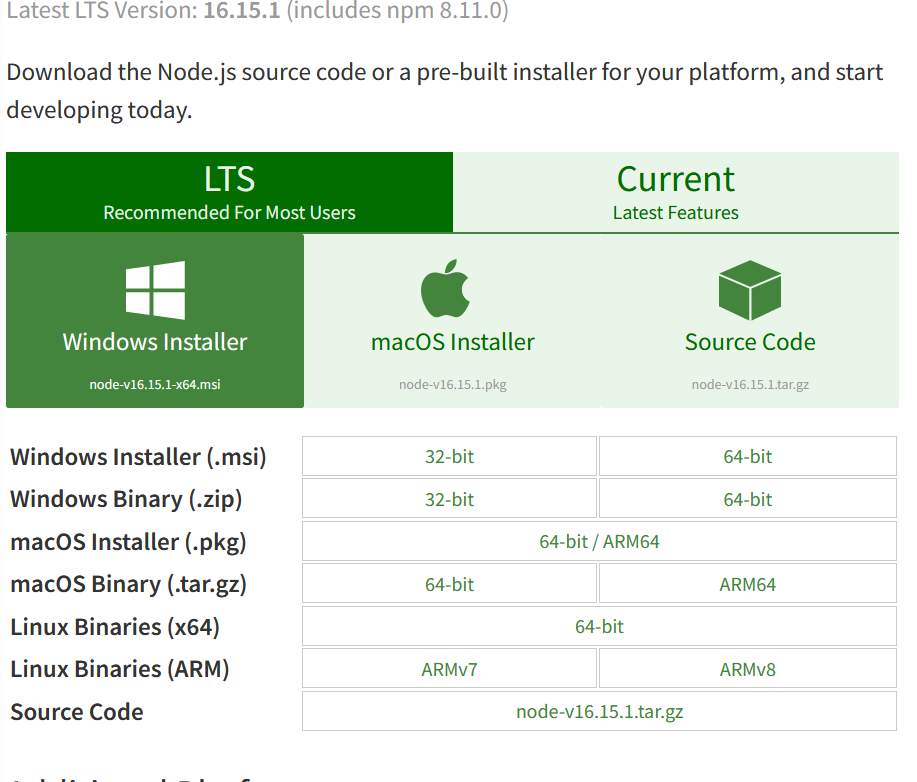 Latest LTS Version: 16.15.1 (includes npm 8.11.0)
Download the Node.js source code or a pre-built installer for your platform, and start
developing today.
LTS
Recommended For Most Users
Current
Latest Features
Windows Installer
node-v16.15.1-x64.msi
macOS Installer
node-v16.15.1.pkg
Source Code
node-v16.15.1.tar.gz
Windows Installer (.msi) 32-bit 64-bit
Windows Binary (.zip) 32-bit 64-bit
macOS Installer (.pkg) 64-bit / ARM64
macOS Binary (.tar.gz) 64-bit ARM64
Linux Binaries (x64) 64-bit
Linux Binaries (ARM) ARMv7 ARMv8
Source Code node-v16.15.1.tar.gz